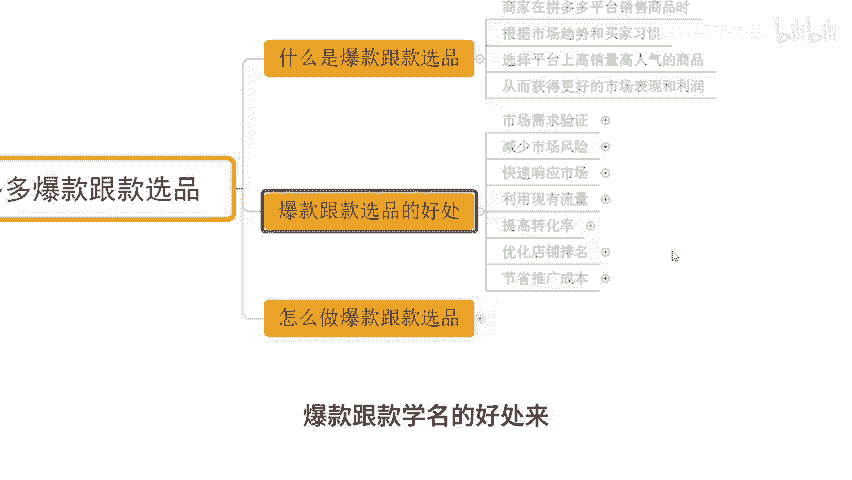 商家在拼多多平台销售商品时
根据市场趋势和买家习惯
bilibili
什么是爆款跟款选品
选择平台上高销量高人气的商品
从而获得更好的市场表现和利润
市场需求验证
减少市场风险
快速响应市场
多爆款跟款选品
利用现有流量
爆款跟款选品的好处
提高转化率
优化店铺排名
节省推广成本
怎么做爆款跟款选品
爆款跟款学名的好处来